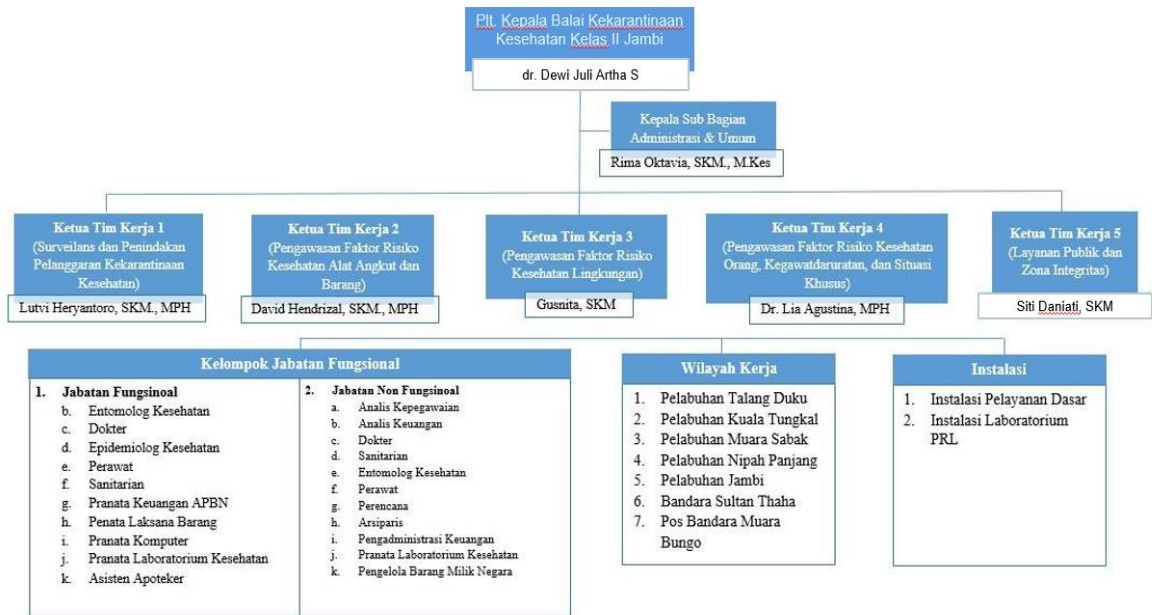 Plt. Kepala Balai Kekarantinaan
Kesehatan Kelas II Jambi
dr. Dewi Juli Artha S
Kepala Sub Bagian
Administrasi & Umum
Rima Oktavia, SKM., M.Kes
Ketua Tim Kerja 1
(Surveilans dan Penindakan
Pelanggaran Kekarantinaan
Kesehatan)
Lutvi Heryantoro, SKM., MPH
Ketua Tim Kerja 2
(Pengawasan Faktor Risiko
Kesehatan Alat Angkut dan
Barang)
David Hendrizal, SKM., MPH
Ketua Tim Kerja 3
(Pengawasan Faktor Risiko
Kesehatan Lingkungan)
Gusnita, SKM
Ketua Tim Kerja 4
(Pengawasan Faktor Risiko Kesehatan
Orang, Kegawatdaruratan, dan Situasi
Khusus)
Dr. Lia Agustina, MPH
Ketua Tim Kerja 5
(Layanan Publik dan
Zona Integritas)
Siti Daniati, SKM
Kelompok Jabatan Fungsional
1. Jabatan Fungsinoal
b. Entomolog Kesehatan
c. Dokter
d. Epidemiolog Kesehatan
e. Perawat
f. Sanitarian
g. Pranata Keuangan APBN
h. Penata Laksana Barang
i. Pranata Komputer
j. Pranata Laboratorium Kesehatan
k. Asisten Apoteker
2. Jabatan Non Fungsinoal
a. Analis Kepegawaian
b. Analis Keuangan
c. Dokter
d. Sanitarian
e. Entomolog Kesehatan
f. Perawat
g. Perencana
h. Arsiparis
i. Pengadministrasi Keuangan
j. Pranata Laboratorium Kesehatan
k. Pengelola Barang Milik Negara
Wilayah Kerja
1. Pelabuhan Talang Duku
2. Pelabuhan Kuala Tungkal
3. Pelabuhan Muara Sabak
4. Pelabuhan Nipah Panjang
5. Pelabuhan Jambi
6. Bandara Sultan Thaha
7. Pos Bandara Muara
Bungo
Instalasi
1. Instalasi Pelayanan Dasar
2. Instalasi Laboratorium
PRL